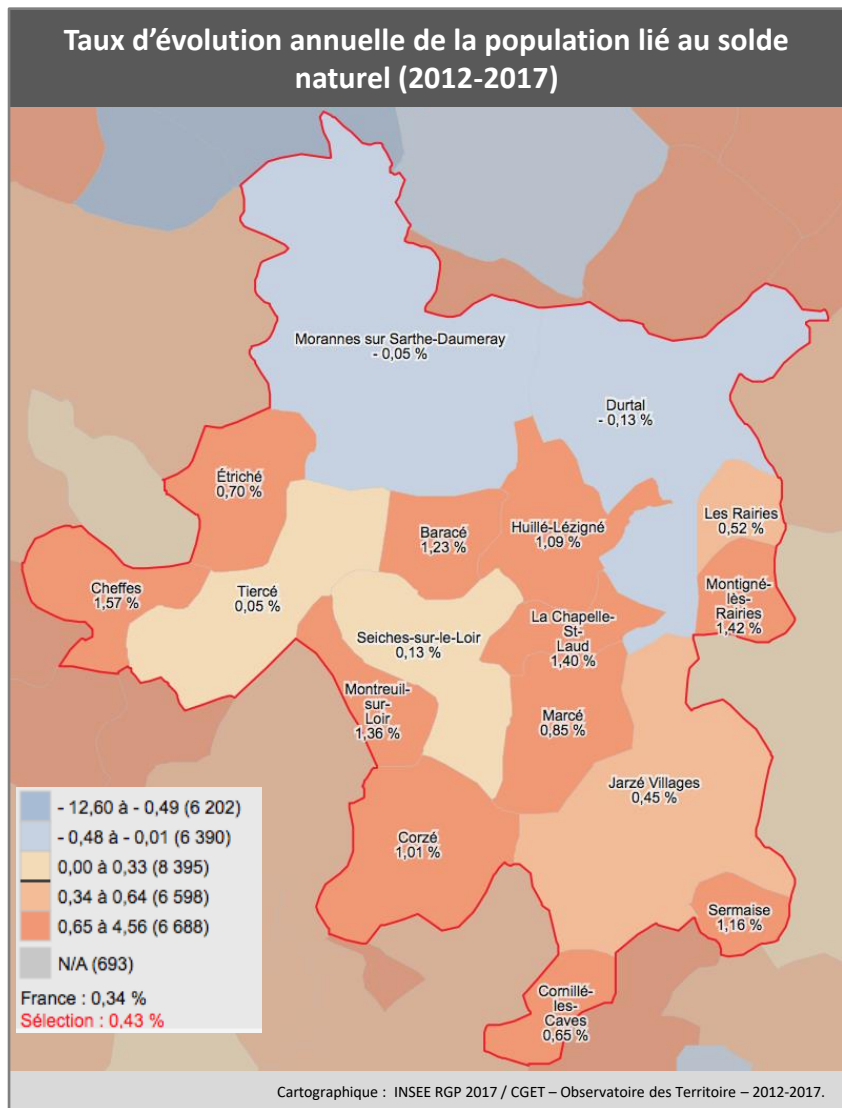 Taux d'évolution annuelle de la population lié au solde
naturel (2012-2017)
Morannes sur Sarthe-Daumeray
- 0,05 %
Durtal
- 0,13 %
Étriché
0,70 %
Baracé
1,23 %
Huillé-Lézigné
1,09 %
Les Rairies
0,52 %
Cheffes
1,57 %
Tiercé
0,05 %
Montigné-
lès-
Rairies
1,42 %
Seiches-sur-le-Loir
0,13 %
La Chapelle-
St-
Laud
1,40 %
Montreuil-
sur-
Loir
1,36 %
Marcé
0,85 %
Jarzé Villages
0,45 %
Corzé
1,01 %
Sermaise
1,16 %
Cornillé-
les-
Caves
0,65 %
- 12,60 à - 0,49 (6 202)
- 0,48 à - 0,01 (6 390)
0,00 à 0,33 (8 395)
0,34 à 0,64 (6 598)
0,65 à 4,56 (6 688)
N/A (693)
France : 0,34 %
Sélection : 0,43 %
Cartographique : INSEE RGP 2017 / CGET – Observatoire des Territoire – 2012-2017.